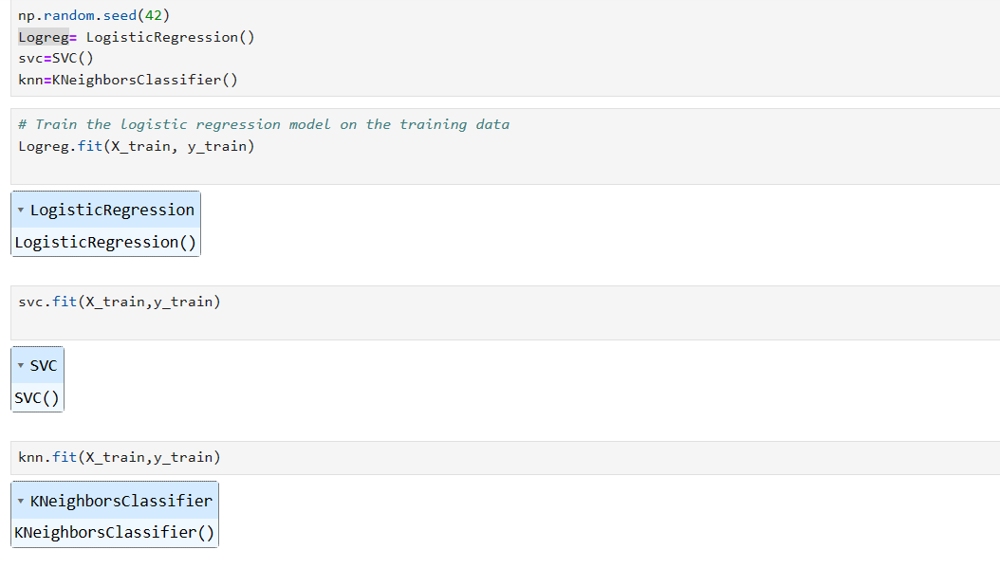 np.random.seed(42)
Logreg= LogisticRegression()
svc=SVC()
knn=KNeighborsClassifier()
# Train the logistic regression model on the training data
Logreg.fit(X_train, y_train)
LogisticRegression
LogisticRegression()
svc.fit(X_train,y_train)
SVC
SVC()
knn.fit(X_train,y_train)
KNeighborsClassifier
KNeighborsClassifier()